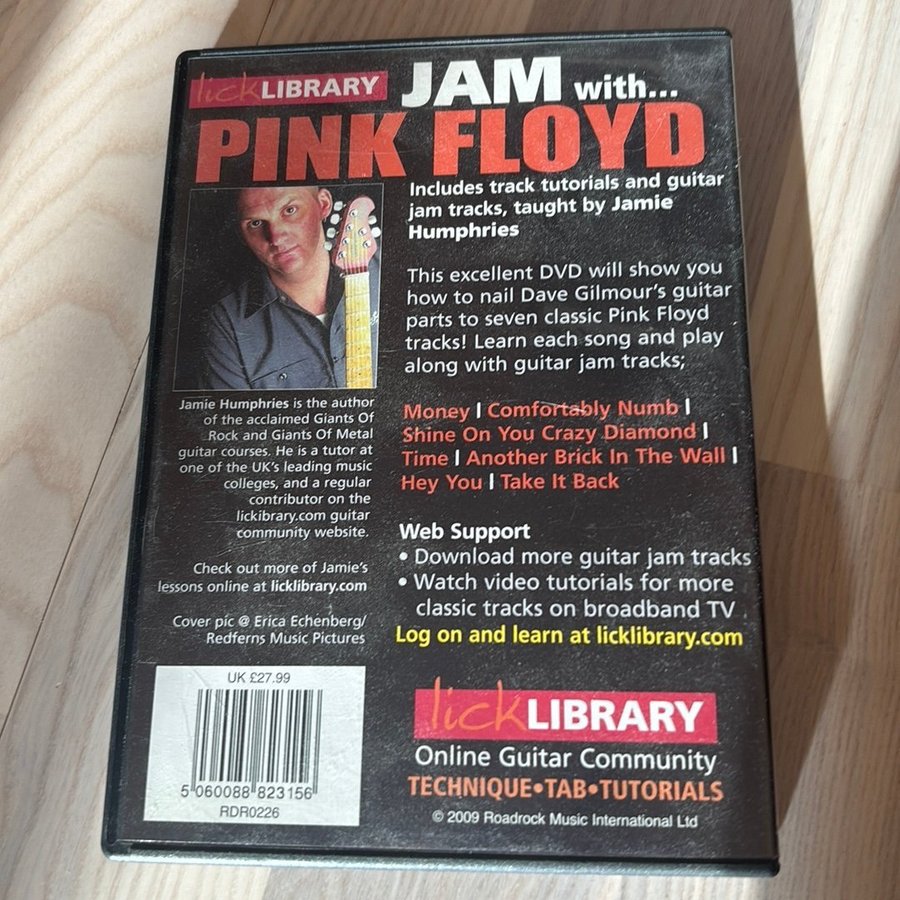 lickLIBRARY JAM with...
PINK FLOYD
Includes track tutorials and guitar
jam tracks, taught by Jamie
Humphries
This excellent DVD will show you
how to nail Dave Gilmour's guitar
parts to seven classic Pink Floyd
tracks! Learn each song and play
along with guitar jam tracks;
Money | Comfortably Numb |
Shine On You Crazy Diamond |
Time | Another Brick In The Wall |
Hey You | Take It Back
Jamie Humphries is the author
of the acclaimed Giants Of
Rock and Giants Of Metal
guitar courses. He is a tutor at
one of the UK's leading music
colleges, and a regular
contributor on the
lickibrary.com guitar
community website.
Check out more of Jamie's
lessons online at licklibrary.com
Cover pic @ Erica Echenberg/
Redferns Music Pictures
Web Support
• Download more guitar jam tracks
• Watch video tutorials for more
classic tracks on broadband TV
Log on and learn at licklibrary.com
UK £27.99
5 060088 823156
RDR0226
lickLIBRARY
Online Guitar Community
TECHNIQUE•TAB•TUTORIALS
© 2009 Roadrock Music International Ltd